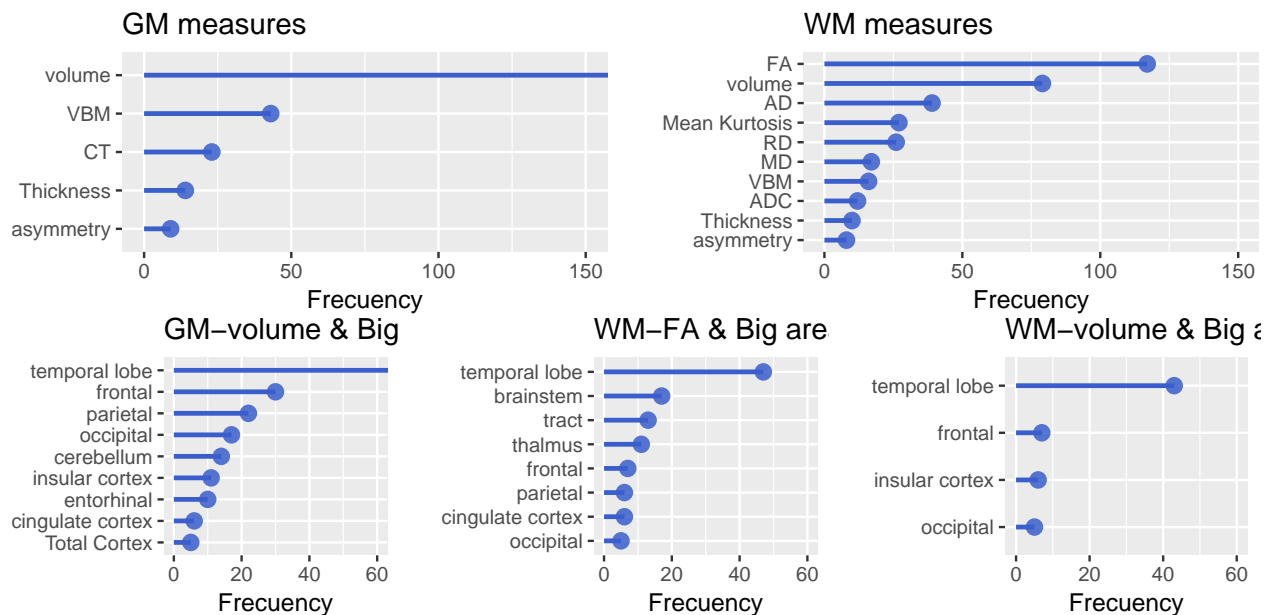 GM measures
volume
VBM
CT
Thickness
asymmetry
0 50 100 150
Frecuency
WM measures
FA
volume
AD
Mean Kurtosis
RD
MD
VBM
ADC
Thickness
asymmetry
0 50 100 150
Frecuency
GM−volume & Big
temporal lobe
frontal
parietal
occipital
cerebellum
insular cortex
entorhinal
cingulate cortex
Total Cortex
0 20 40 60
Frecuency
WM−FA & Big area
temporal lobe
brainstem
tract
thalmus
frontal
parietal
cingulate cortex
occipital
0 20 40 60
Frecuency
WM−volume & Big a
temporal lobe
frontal
insular cortex
occipital
0 20 40 60
Frecuency